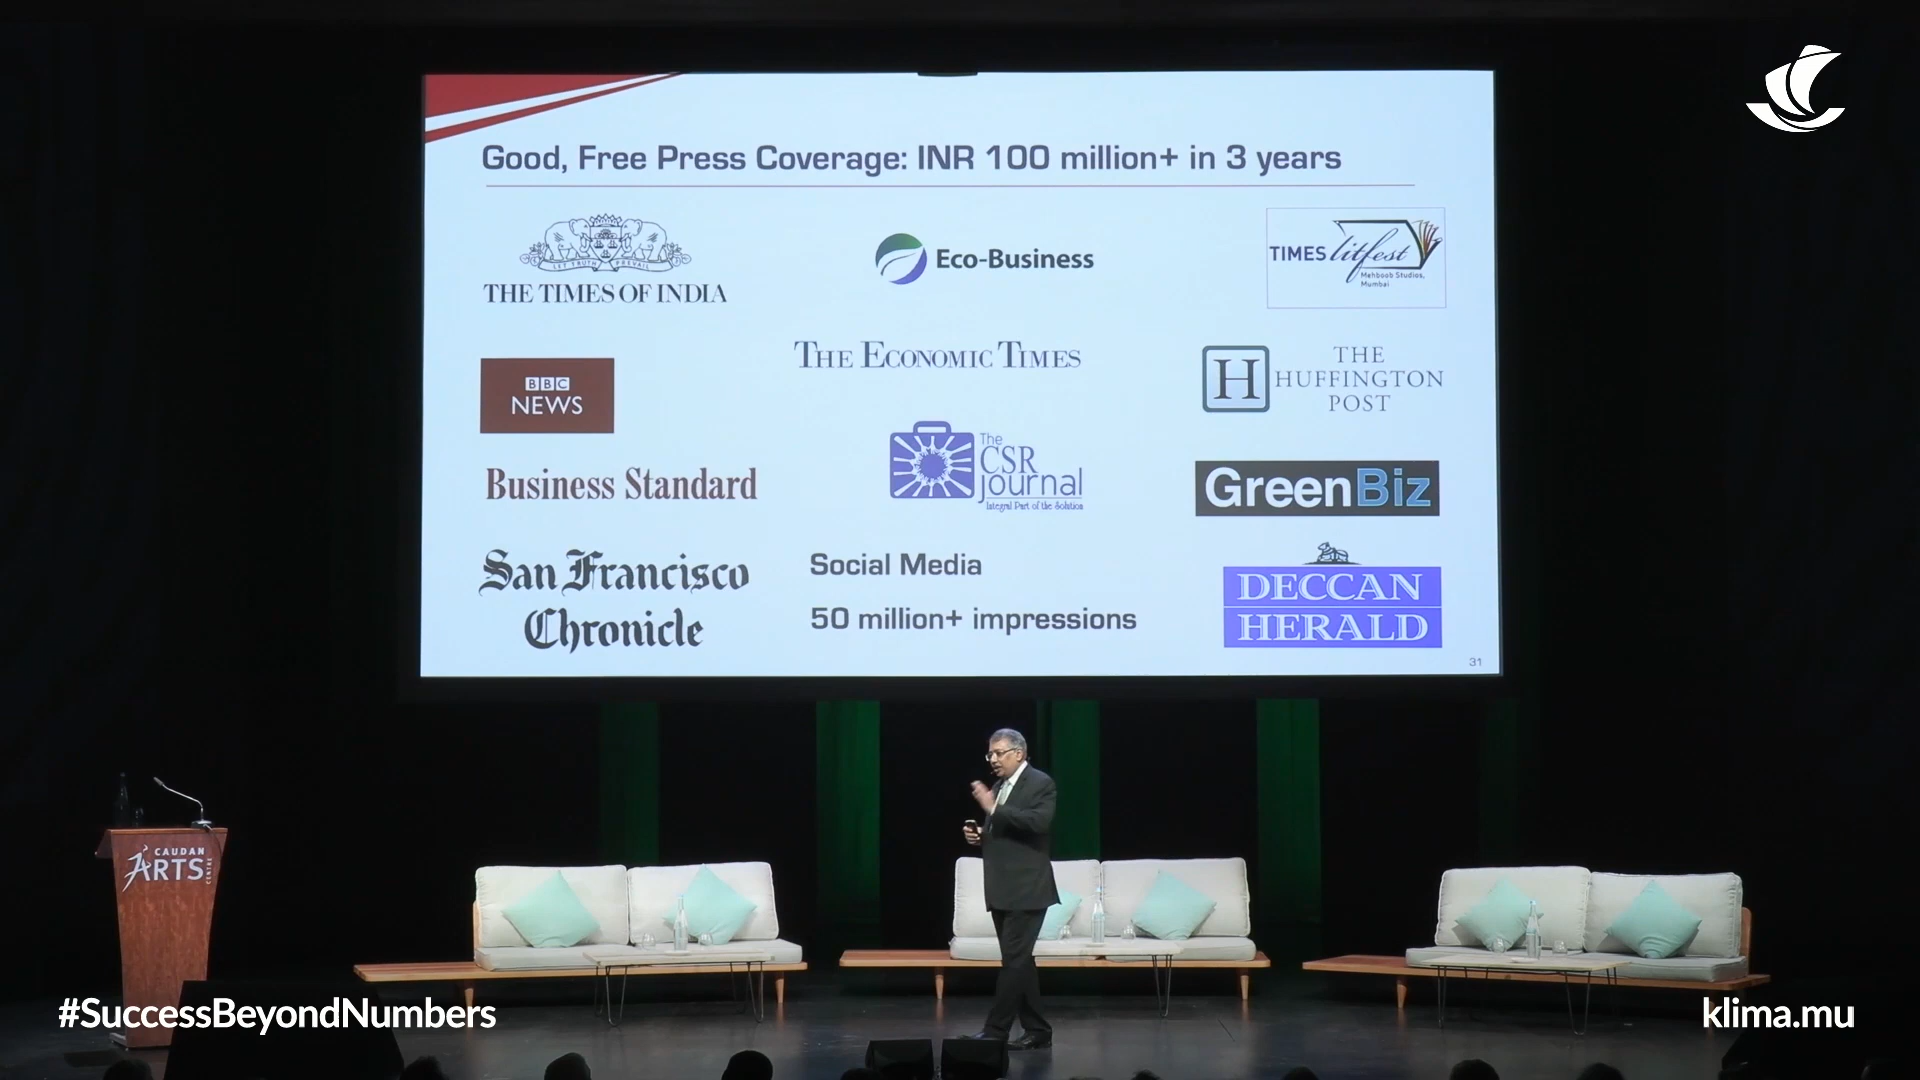 Good, Free Press Coverage: INR 100 million+ in 3 years
LET TRUTH PREVAIL
THE TIMES OF INDIA
Eco-Business
TIMES litfest
Mehboob Studios,
Mumbai
BBC
NEWS
THE ECONOMIC TIMES
H
THE
HUFFINGTON
POST
Business Standard
The
CSR
journal
Integral Part of the Solution
GreenBiz
San Francisco
Chronicle
Social Media
50 million+ impressions
DECCAN
HERALD
31
CAUDAN
ARTS
CENTRE
#SuccessBeyondNumbers
klima.mu